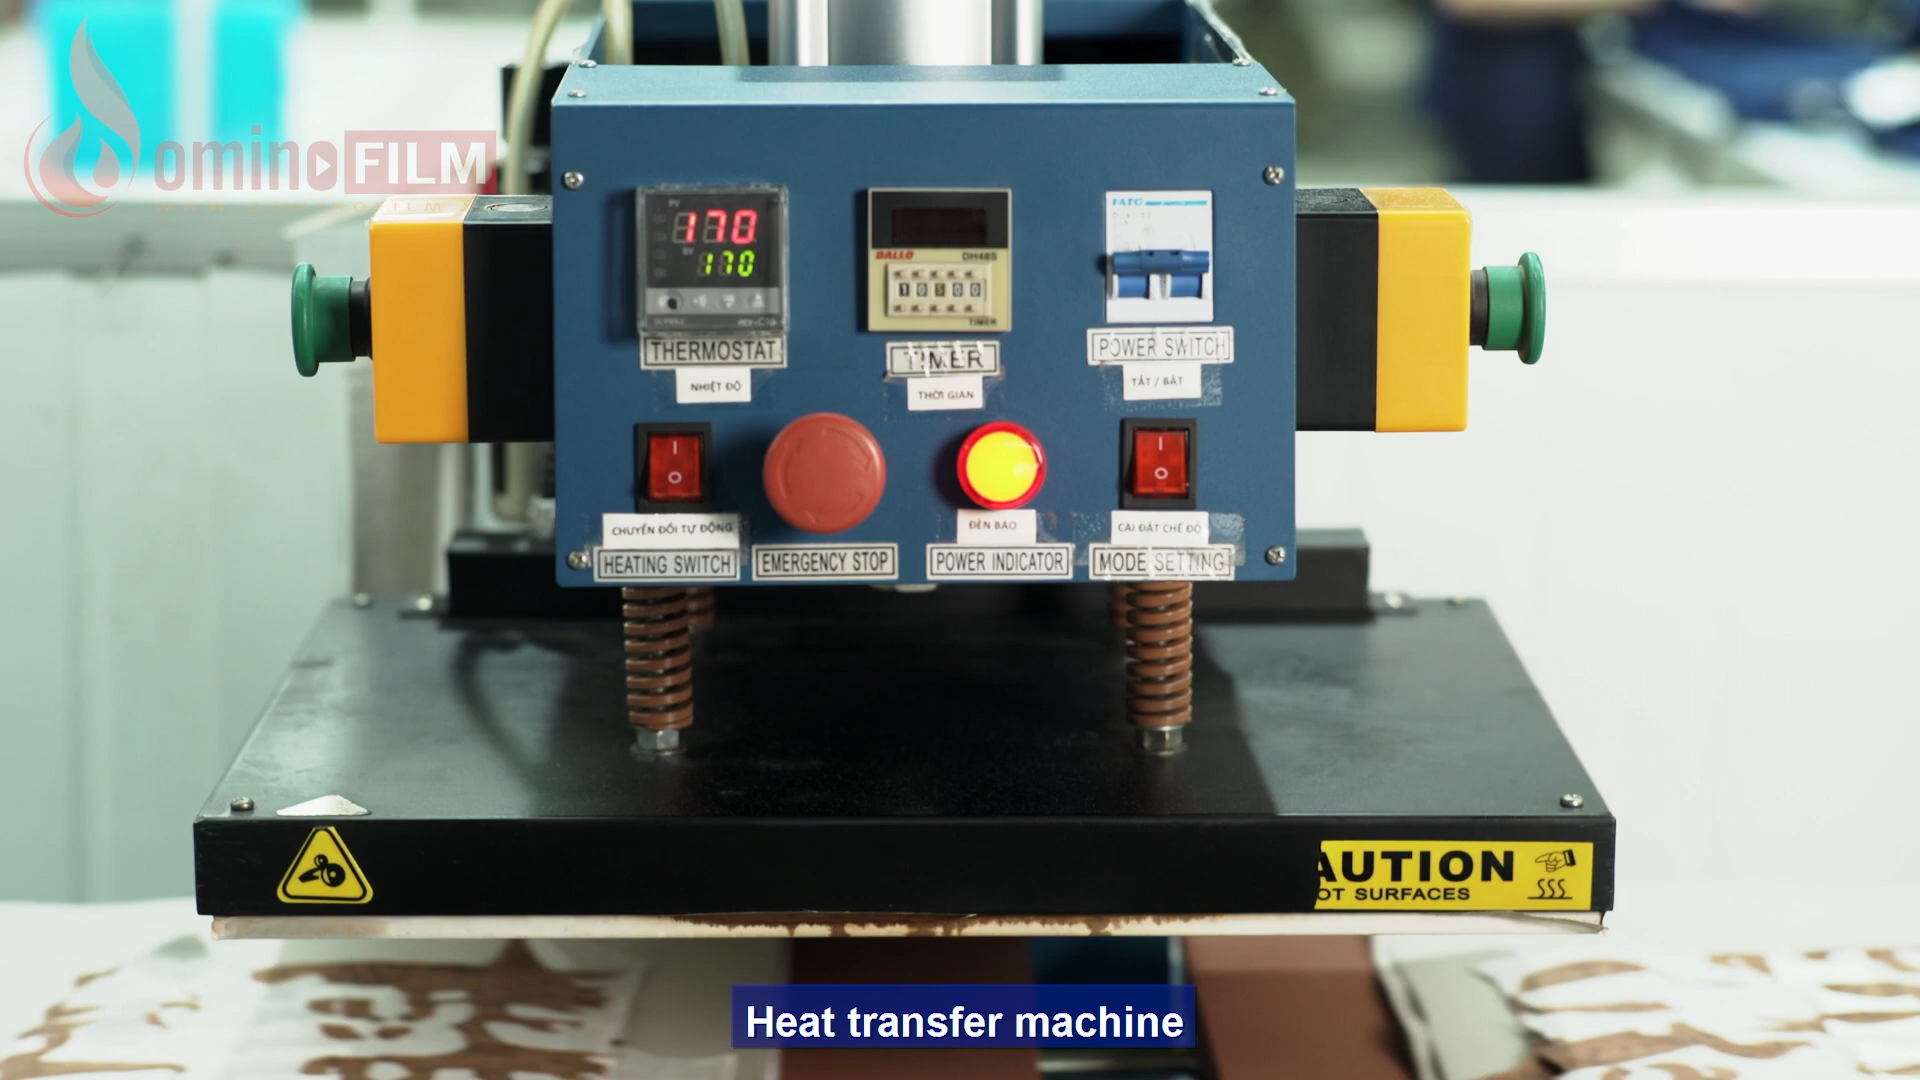 ominoFILM
PV
170
SV
170
THERMOSTAT
NHIỆT ĐỘ
DALLO DH48S
10500
TIMER
TIMER
THỜI GIAN
FATO
POWER SWITCH
TẮT / BẬT
I
O
CHUYỂN ĐỔI TỰ ĐỘNG
HEATING SWITCH
EMERGENCY STOP
ĐÈN BÁO
POWER INDICATOR
I
O
CÀI ĐẶT CHẾ ĐỘ
MODE SETTING
AUTION
OT SURFACES
Heat transfer machine